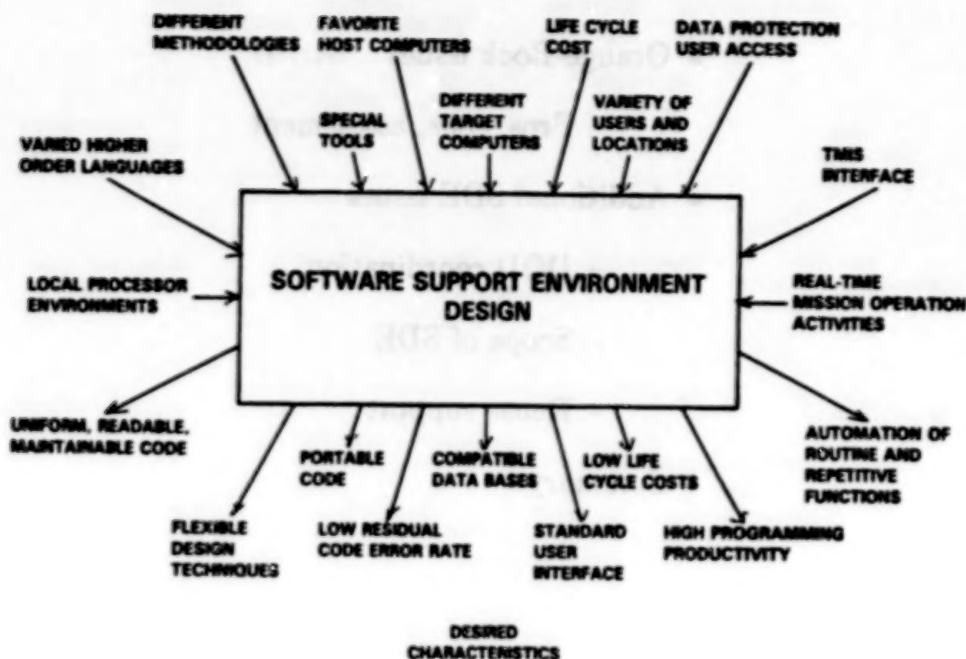 DIFFERENT
METHODOLOGIES
FAVORITE
HOST COMPUTERS
LIFE CYCLE
COST
DATA PROTECTION
USER ACCESS
SPECIAL
TOOLS
DIFFERENT
TARGET
COMPUTERS
VARIETY OF
USERS AND
LOCATIONS
VARIED HIGHER
ORDER LANGUAGES
TMIS
INTERFACE
LOCAL PROCESSOR
ENVIRONMENTS
SOFTWARE SUPPORT ENVIRONMENT
DESIGN
REAL-TIME
MISSION OPERATION
ACTIVITIES
UNIFORM, READABLE,
MAINTAINABLE CODE
PORTABLE
CODE
COMPATIBLE
DATA BASES
LOW LIFE
CYCLE COSTS
AUTOMATION OF
ROUTINE AND
REPETITIVE
FUNCTIONS
FLEXIBLE
DESIGN
TECHNIQUES
LOW RESIDUAL
CODE ERROR RATE
STANDARD
USER
INTERFACE
HIGH PROGRAMMING
PRODUCTIVITY
DESIRED
CHARACTERISTICS